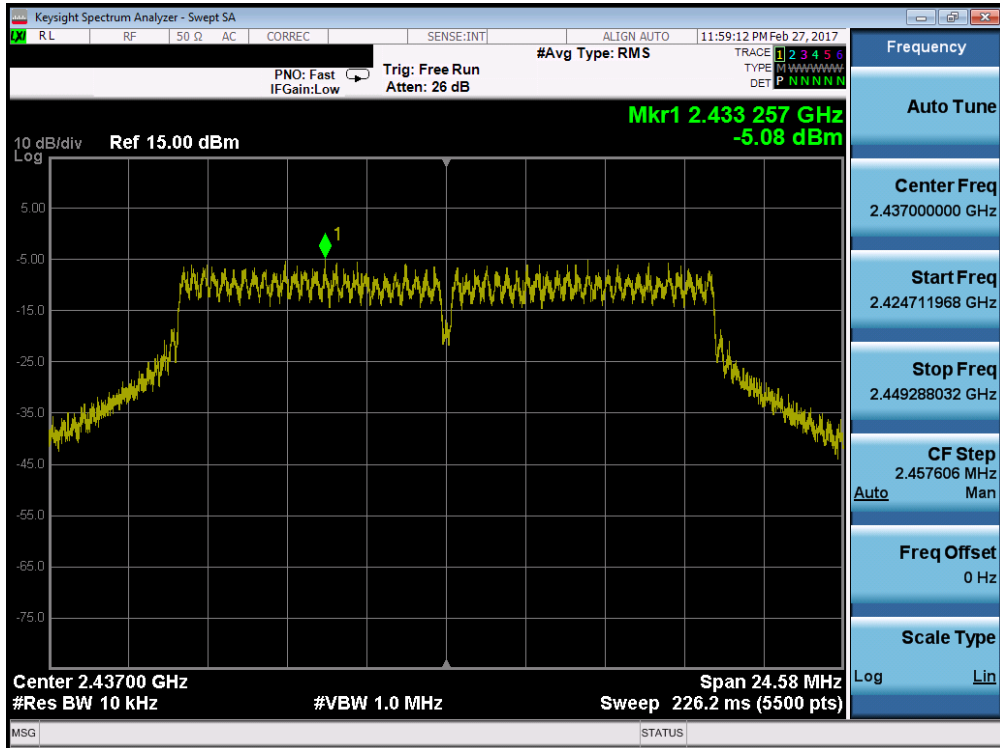 Keysight Spectrum Analyzer - Swept SA
LXI RL RF 50 Ω AC CORREC SENSE:INT ALIGN AUTO 11:59:12 PM Feb 27, 2017
PNO: Fast
IFGain:Low
Trig: Free Run
Atten: 26 dB
#Avg Type: RMS
TRACE 1 2 3 4 5 6
TYPE M WWWWW
DET P N N N N N
Mkr1 2.433 257 GHz
-5.08 dBm
10 dB/div
Log
Ref 15.00 dBm
5.00
-5.00
-15.0
-25.0
-35.0
-45.0
-55.0
-65.0
-75.0
1
Center 2.43700 GHz
Span 24.58 MHz
#Res BW 10 kHz
#VBW 1.0 MHz
Sweep 226.2 ms (5500 pts)
MSG
STATUS
Frequency
Auto Tune
Center Freq
2.437000000 GHz
Start Freq
2.424711968 GHz
Stop Freq
2.449288032 GHz
CF Step
2.457606 MHz
Auto Man
Freq Offset
0 Hz
Scale Type
Log Lin